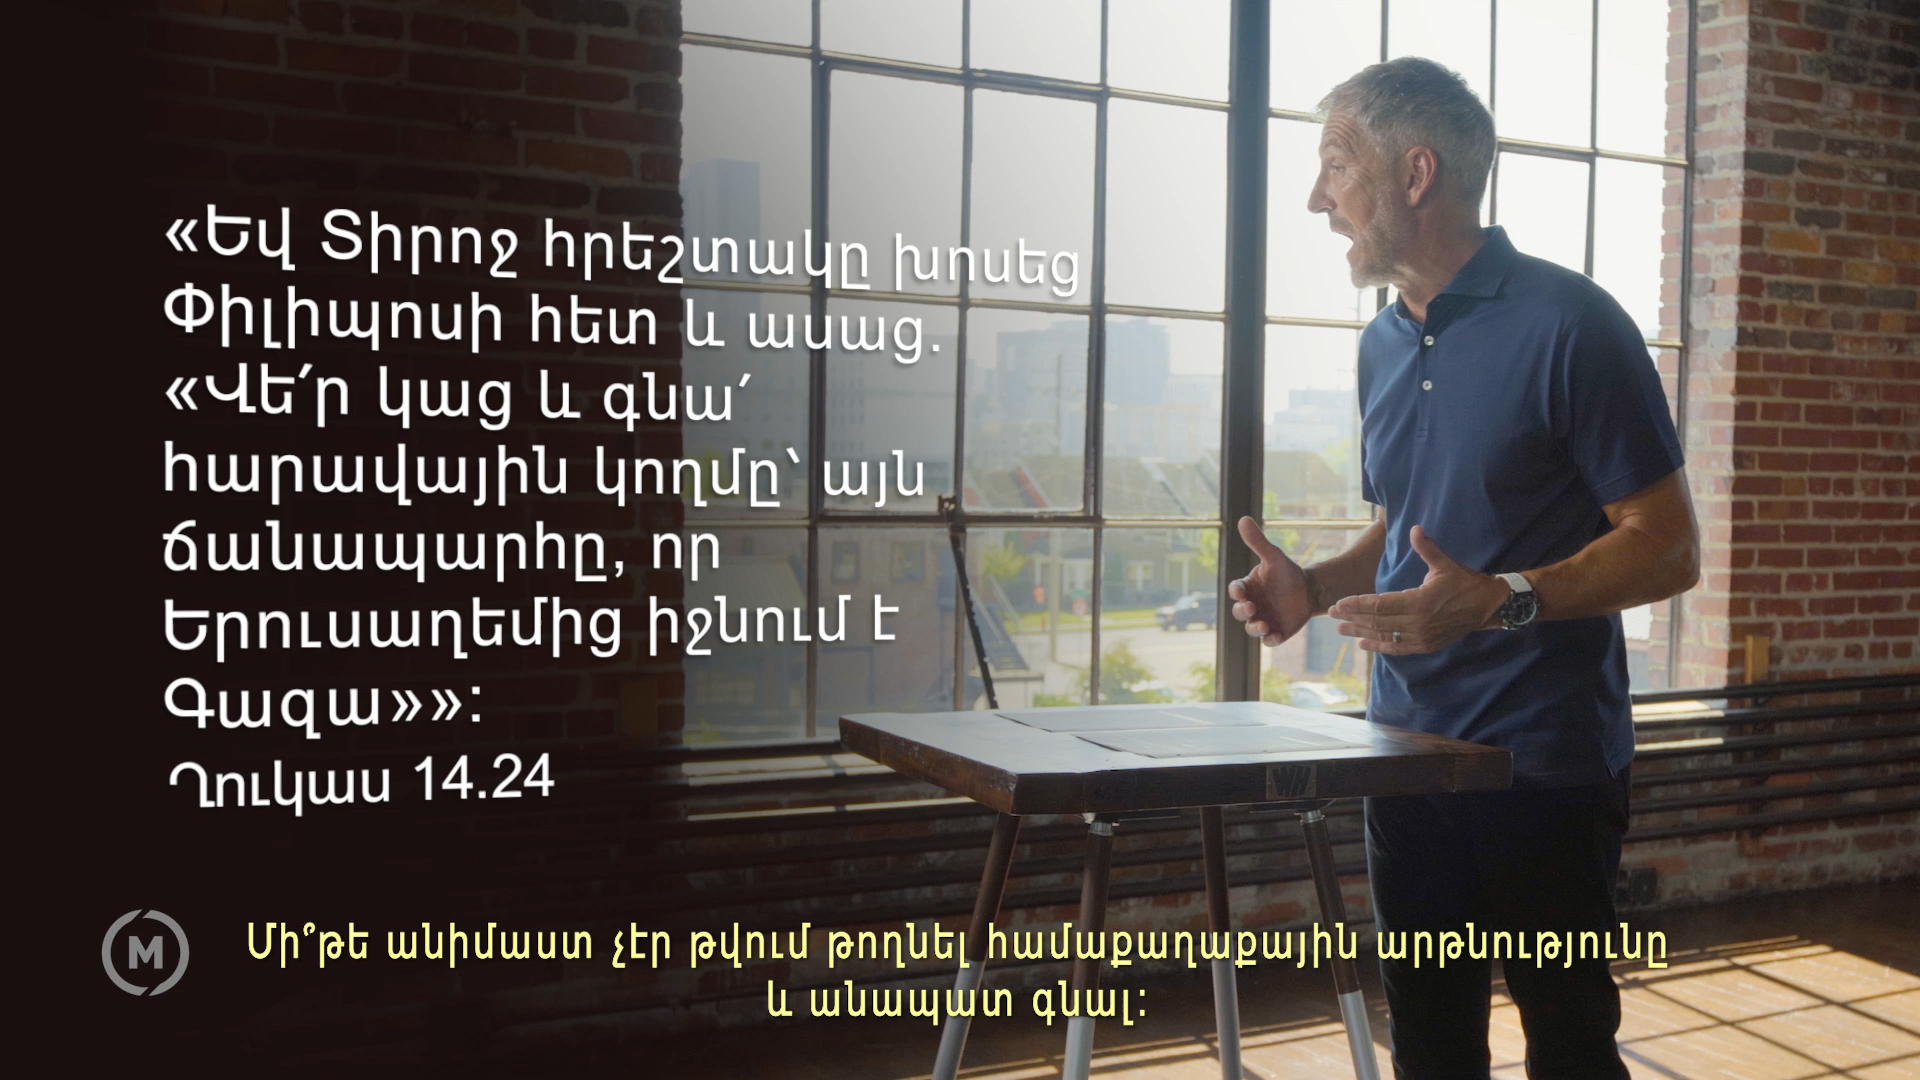 «Եվ Տիրոջ հրեշտակը խոսեց
Փիլիպոսի հետ և ասաց.
«Վե՛ր կաց և գնա՛
հարավային կողմը՝ այն
ճանապարհը, որ
Երուսաղեմից իջնում է
Գազա»»:
Ղուկաս 14.24
M
Մի՞թե անիմաստ չէր թվում թողնել համաքաղաքային արթնությունը
և անապատ գնալ:
WH